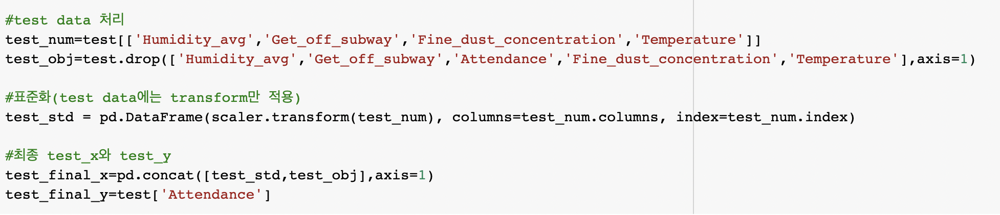 #test data 처리
test_num=test[['Humidity_avg','Get_off_subway','Fine_dust_concentration','Temperature']]
test_obj=test.drop(['Humidity_avg','Get_off_subway','Attendance','Fine_dust_concentration','Temperature'],axis=1)
#표준화(test data에는 transform만 적용)
test_std = pd.DataFrame(scaler.transform(test_num), columns=test_num.columns, index=test_num.index)
#최종 test_x와 test_y
test_final_x=pd.concat([test_std,test_obj],axis=1)
test_final_y=test['Attendance']